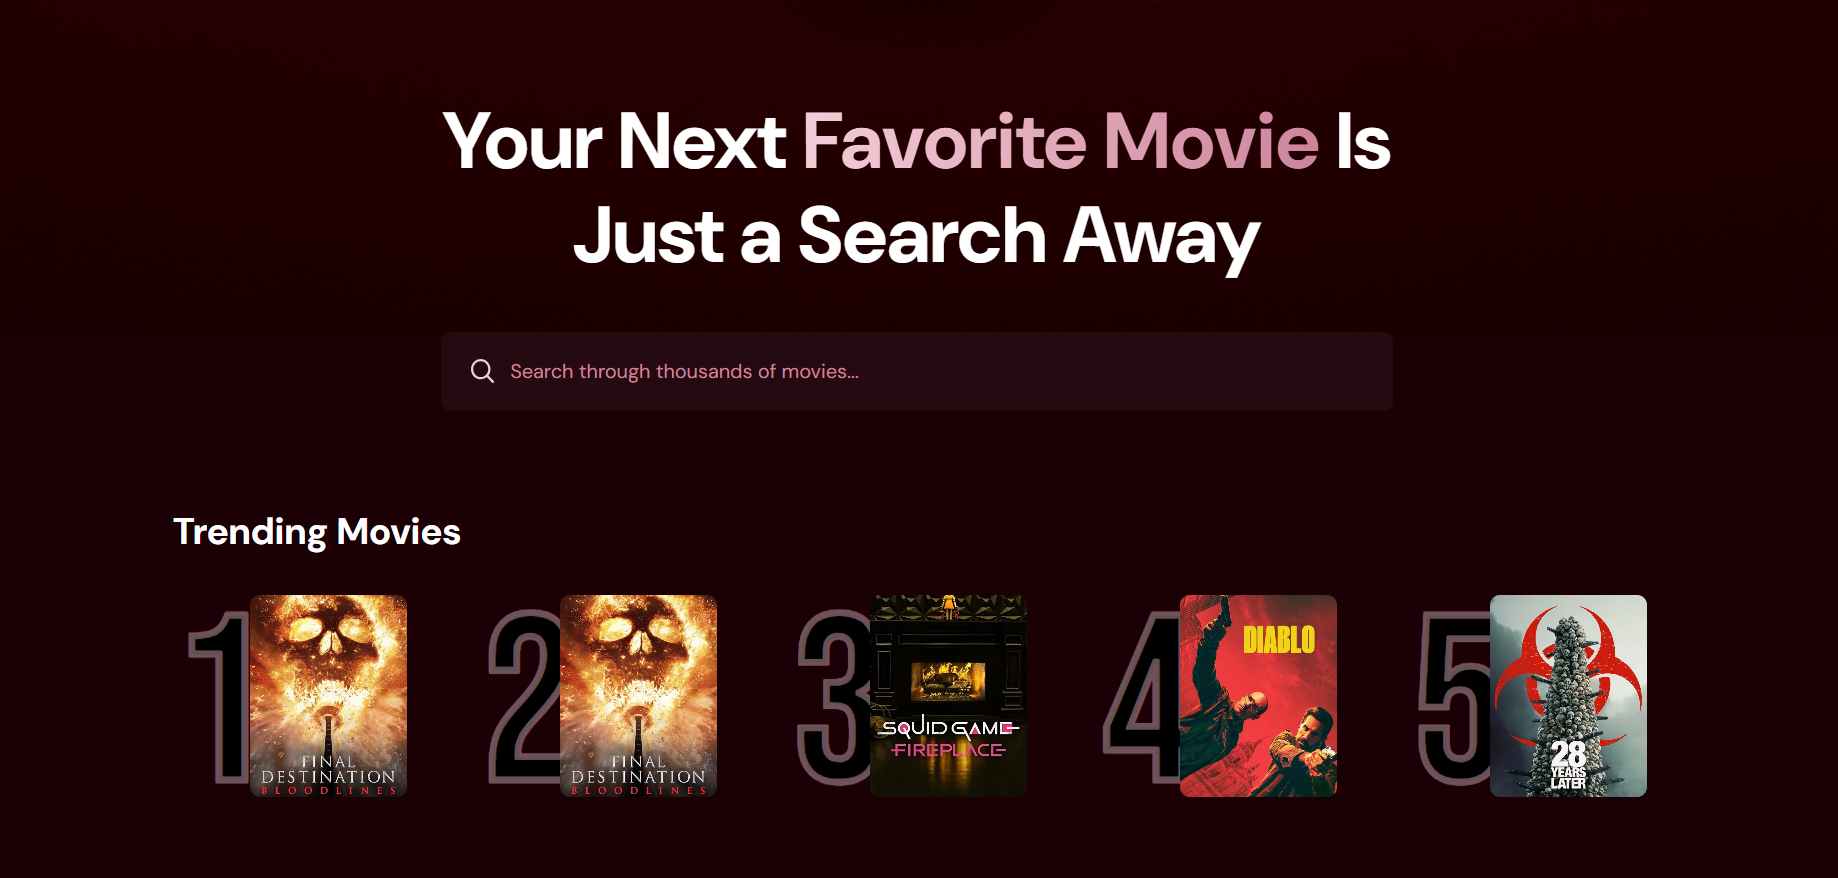 Your Next Favorite Movie Is
Just a Search Away
Search through thousands of movies...
Trending Movies
1
FINAL
DESTINATION
BLOODLINES
2
FINAL
DESTINATION
BLOODLINES
3
SQUID GAME
FIREPLACE
4
DIABLO
5
28
YEARS
LATER